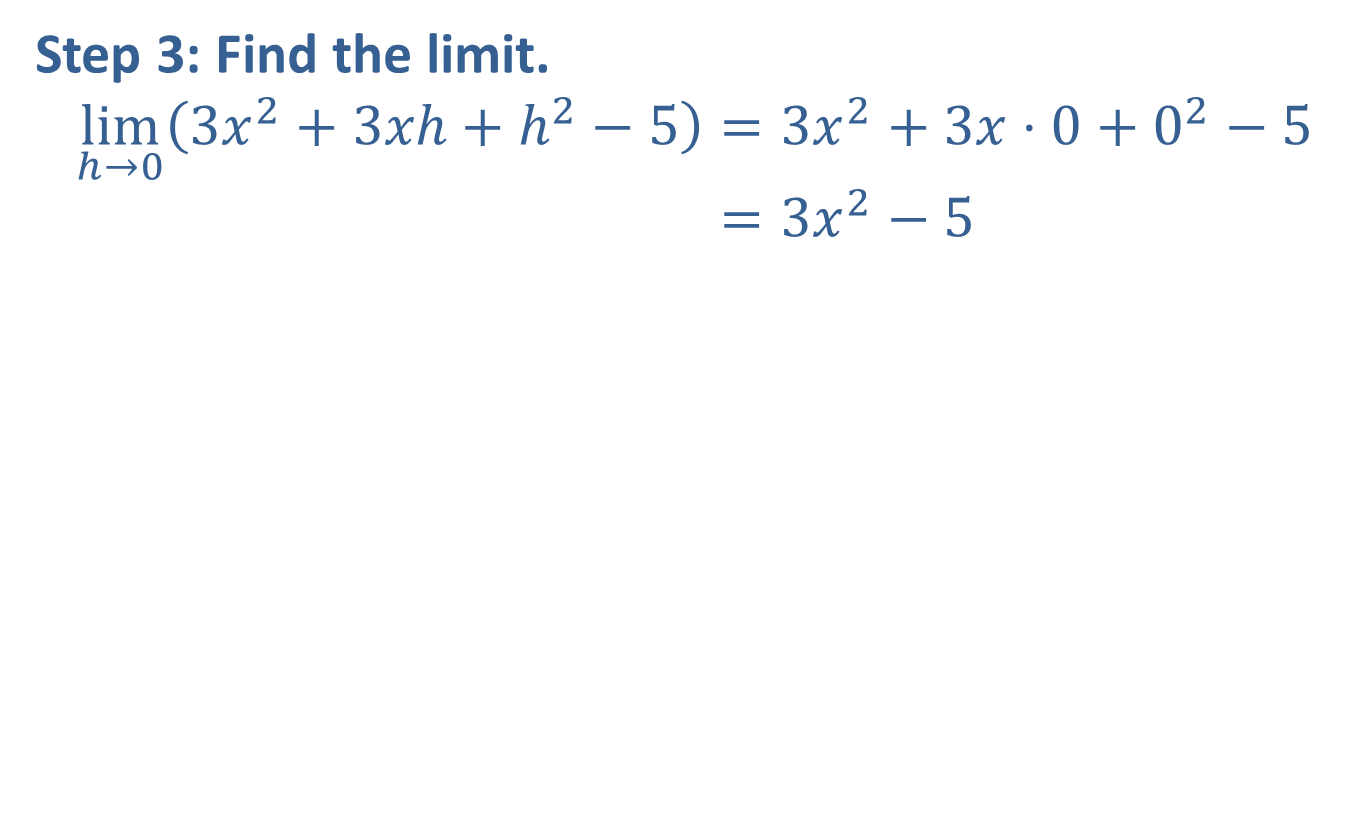 Step 3: Find the limit.
lim h→0 (3x² + 3xh + h² − 5) = 3x² + 3x · 0 + 0² − 5
= 3x² − 5